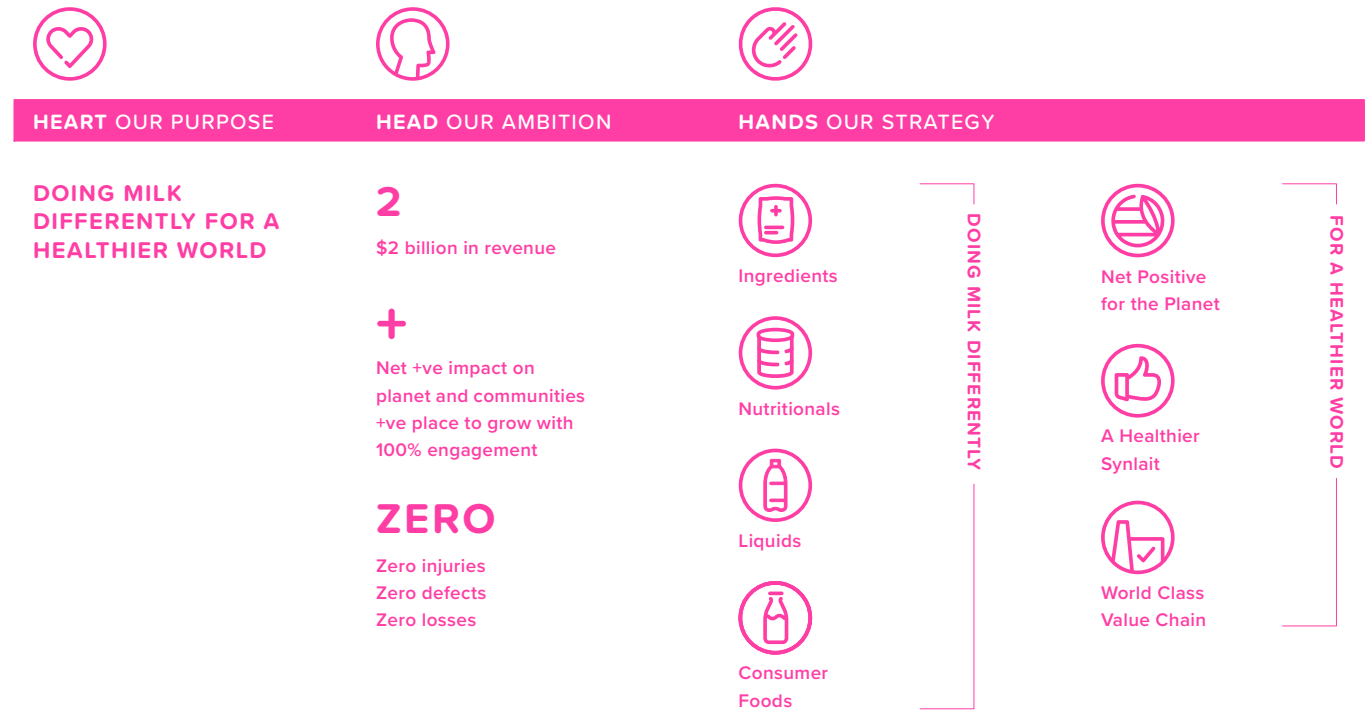 HEART OUR PURPOSE
DOING MILK
DIFFERENTLY FOR A
HEALTHIER WORLD
HEAD OUR AMBITION
2
$2 billion in revenue
+
Net +ve impact on
planet and communities
+ve place to grow with
100% engagement
ZERO
Zero injuries
Zero defects
Zero losses
HANDS OUR STRATEGY
Ingredients
Nutritionals
Liquids
Consumer
Foods
DOING MILK DIFFERENTLY
Net Positive
for the Planet
A Healthier
Synlait
World Class
Value Chain
FOR A HEALTHIER WORLD